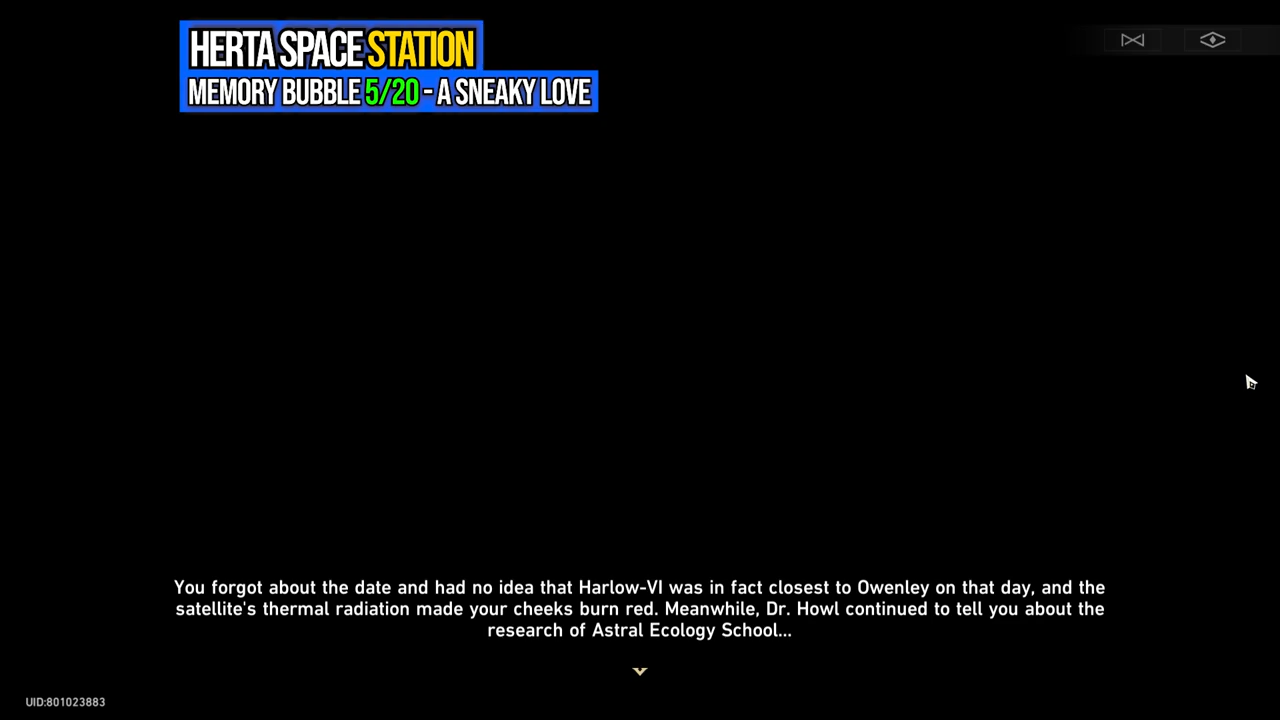 HERTA SPACE STATION
MEMORY BUBBLE 5/20 - A SNEAKY LOVE
You forgot about the date and had no idea that Harlow-VI was in fact closest to Owenley on that day, and the
satellite's thermal radiation made your cheeks burn red. Meanwhile, Dr. Howl continued to tell you about the
research of Astral Ecology School...
UID:801023883